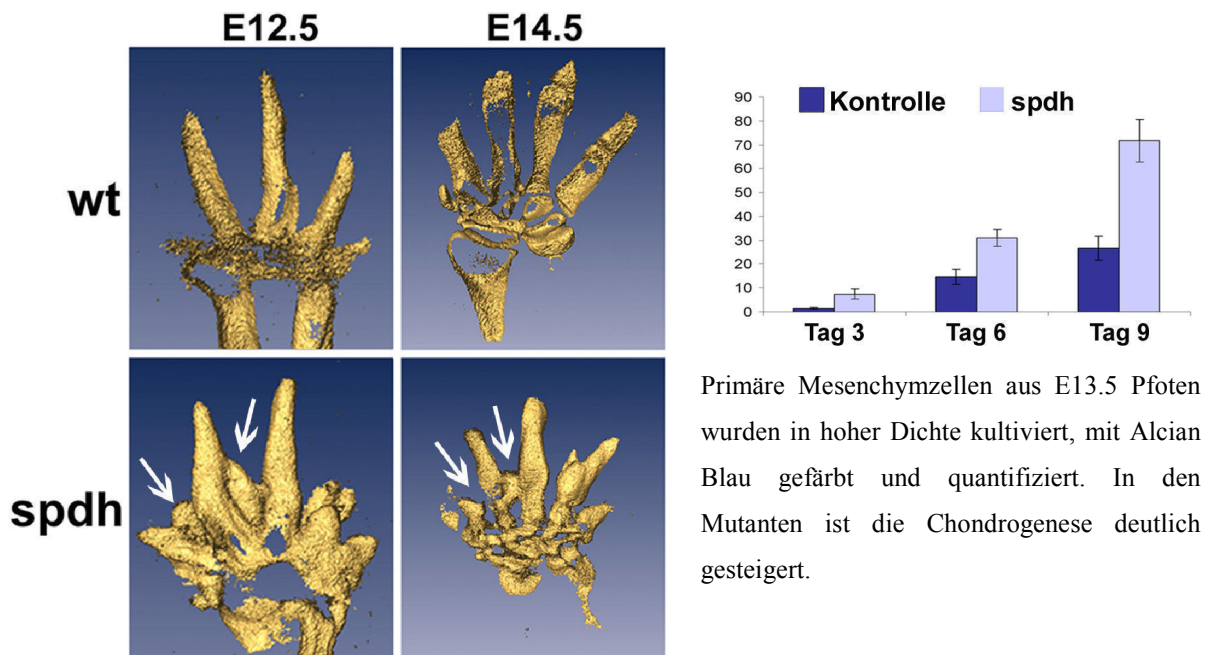 E12.5 E14.5
wt
spdh
90
80
70
60
50
40
30
20
10
0
Kontrolle spdh
Tag 3 Tag 6 Tag 9
Primäre Mesenchymzellen aus E13.5 Pfoten
wurden in hoher Dichte kultiviert, mit Alcian
Blau gefärbt und quantifiziert. In den
Mutanten ist die Chondrogenese deutlich
gesteigert.